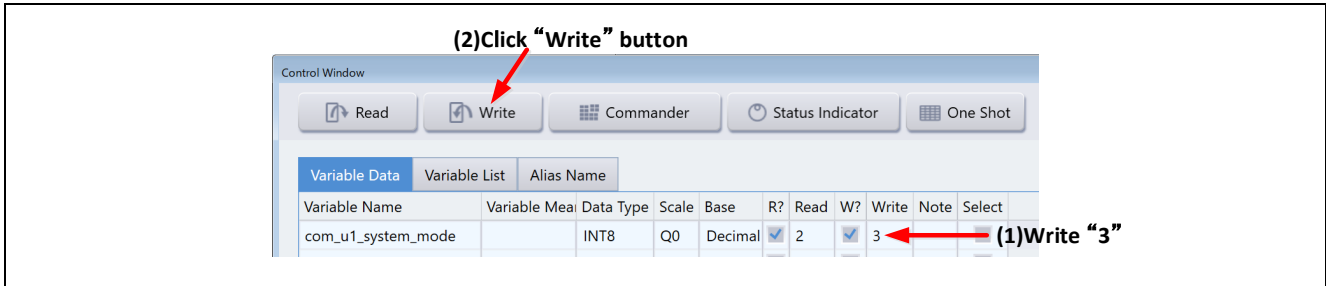 (2)Click “Write” button
Control Window
Read Write Commander Status Indicator One Shot
Variable Data Variable List Alias Name
Variable Name Variable Mear Data Type Scale Base R? Read W? Write Note Select
com_u1_system_mode INT8 Q0 Decimal 2 3
(1)Write “3”